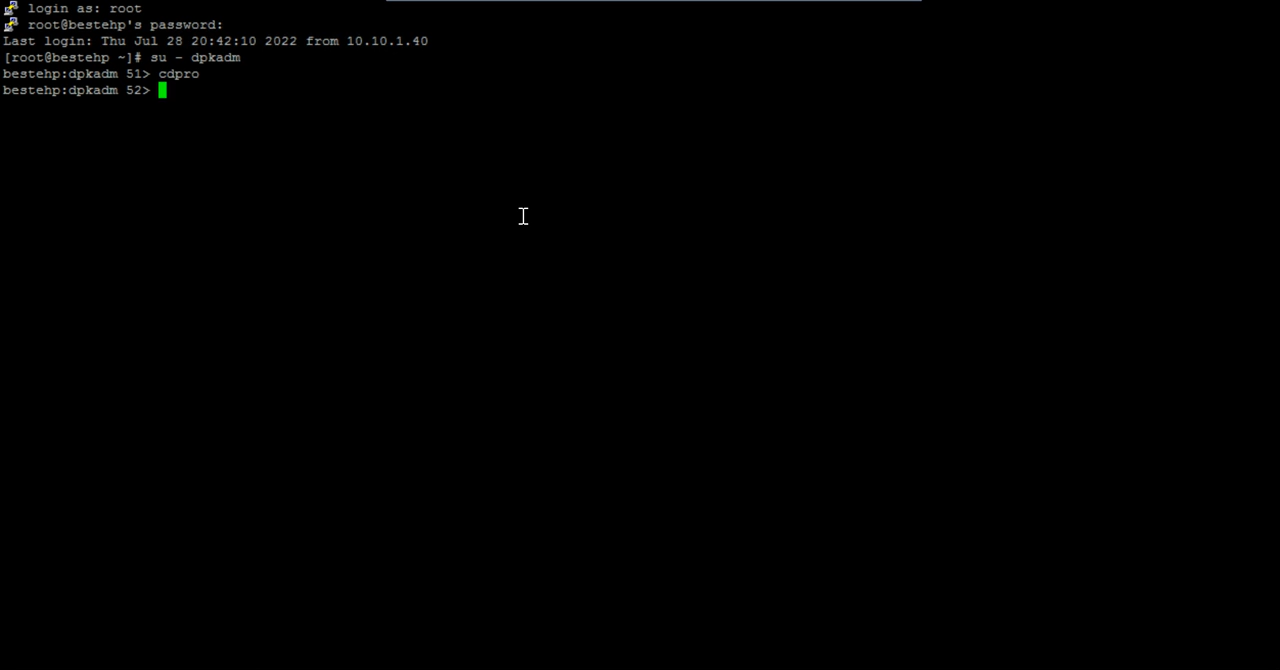 login as: root
root@bestehp's password:
Last login: Thu Jul 28 20:42:10 2022 from 10.10.1.40
[root@bestehp ~]# su - dpkadm
bestehp:dpkadm 51> cdpro
bestehp:dpkadm 52>